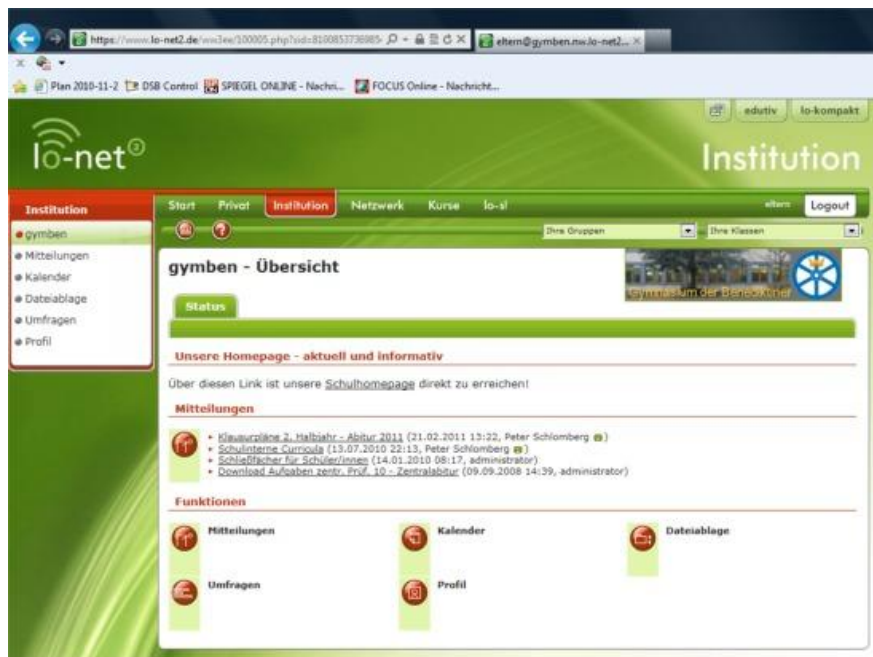 https://www.lo-net2.de/ww3ee/100005.php?sid=
eltern@gymben.nw.lo-net2...
Plan 2010-11-2 DSB Control SPIEGEL ONLINE - Nachri... FOCUS Online - Nachricht...
edutiv lo-kompakt
lo-net²
Institution
Institution
Start Privat Institution Netzwerk Kurse lo-sl
eltern Logout
Ihre Gruppen Ihre Klassen
gymben
Mitteilungen
Kalender
Dateiablage
Umfragen
Profil
gymben - Übersicht
Gymnasium der Benediktiner
Status
Unsere Homepage - aktuell und informativ
Über diesen Link ist unsere Schulhomepage direkt zu erreichen!
Mitteilungen
Klausurpläne 2. Halbjahr - Abitur 2011 (21.02.2011 13:22, Peter Schlomberg)
Schulinterne Curricula (13.07.2010 22:13, Peter Schlomberg)
Schließfächer für Schüler/innen (14.01.2010 08:17, administrator)
Download Aufgaben zentr. Prüf. 10 - Zentralabitur (09.09.2008 14:39, administrator)
Funktionen
Mitteilungen Kalender Dateiablage
Umfragen Profil